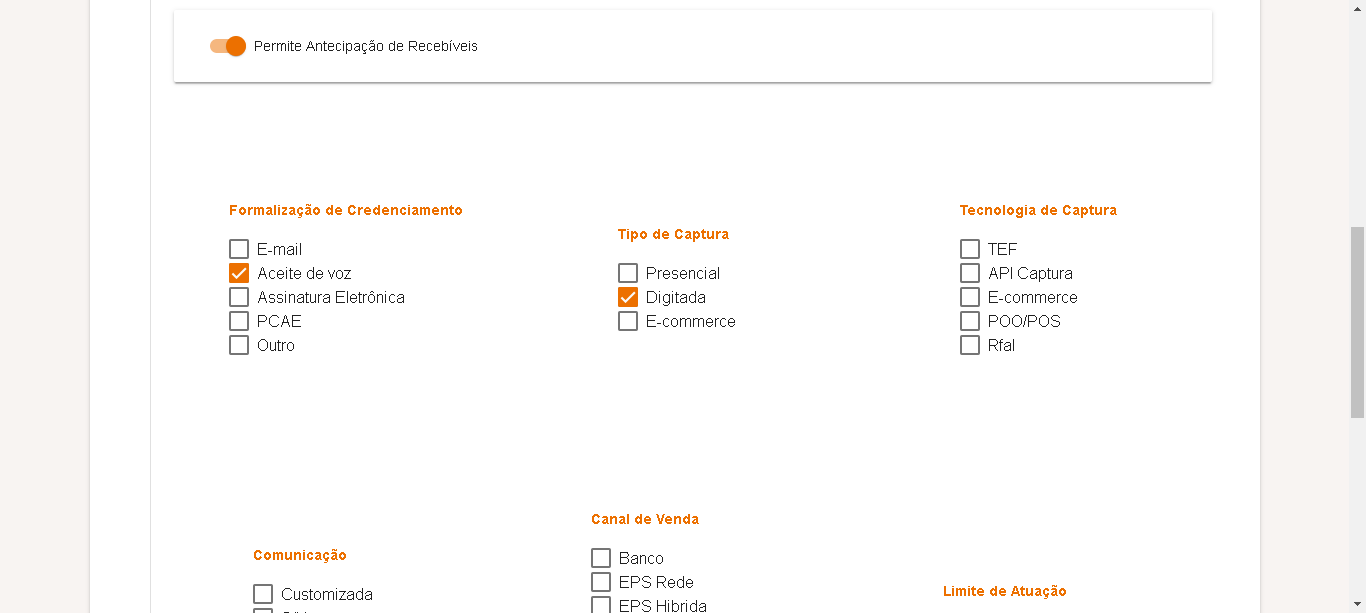 Permite Antecipação de Recebíveis
Formalização de Credenciamento
E-mail
Aceite de voz
Assinatura Eletrônica
PCAE
Outro
Tipo de Captura
Presencial
Digitada
E-commerce
Tecnologia de Captura
TEF
API Captura
E-commerce
POO/POS
Rfal
Comunicação
Customizada
Canal de Venda
Banco
EPS Rede
EPS Hibrida
Limite de Atuação